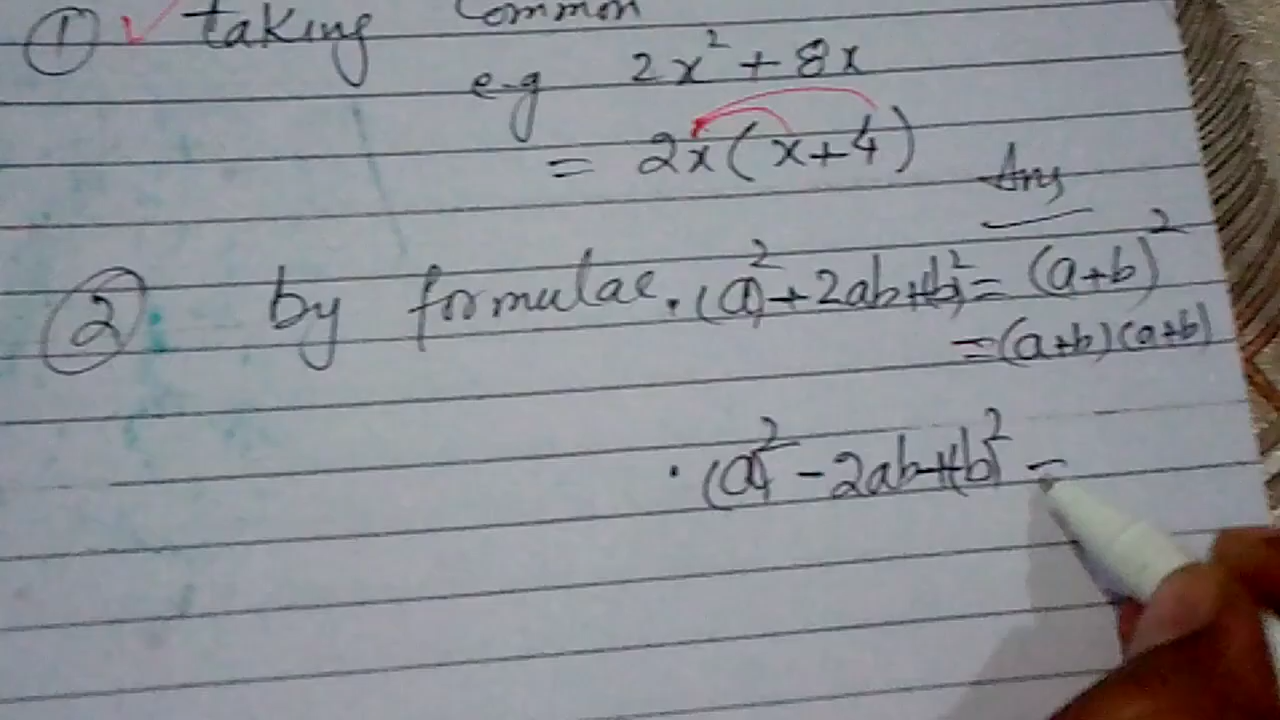 ① ✓ taking common
e-g 2x² + 8x
= 2x(x+4)
Ans
② by formulae. (a)² + 2ab + (b)² = (a+b)²
= (a+b)(a+b)
· (a)² - 2ab + (b)² =